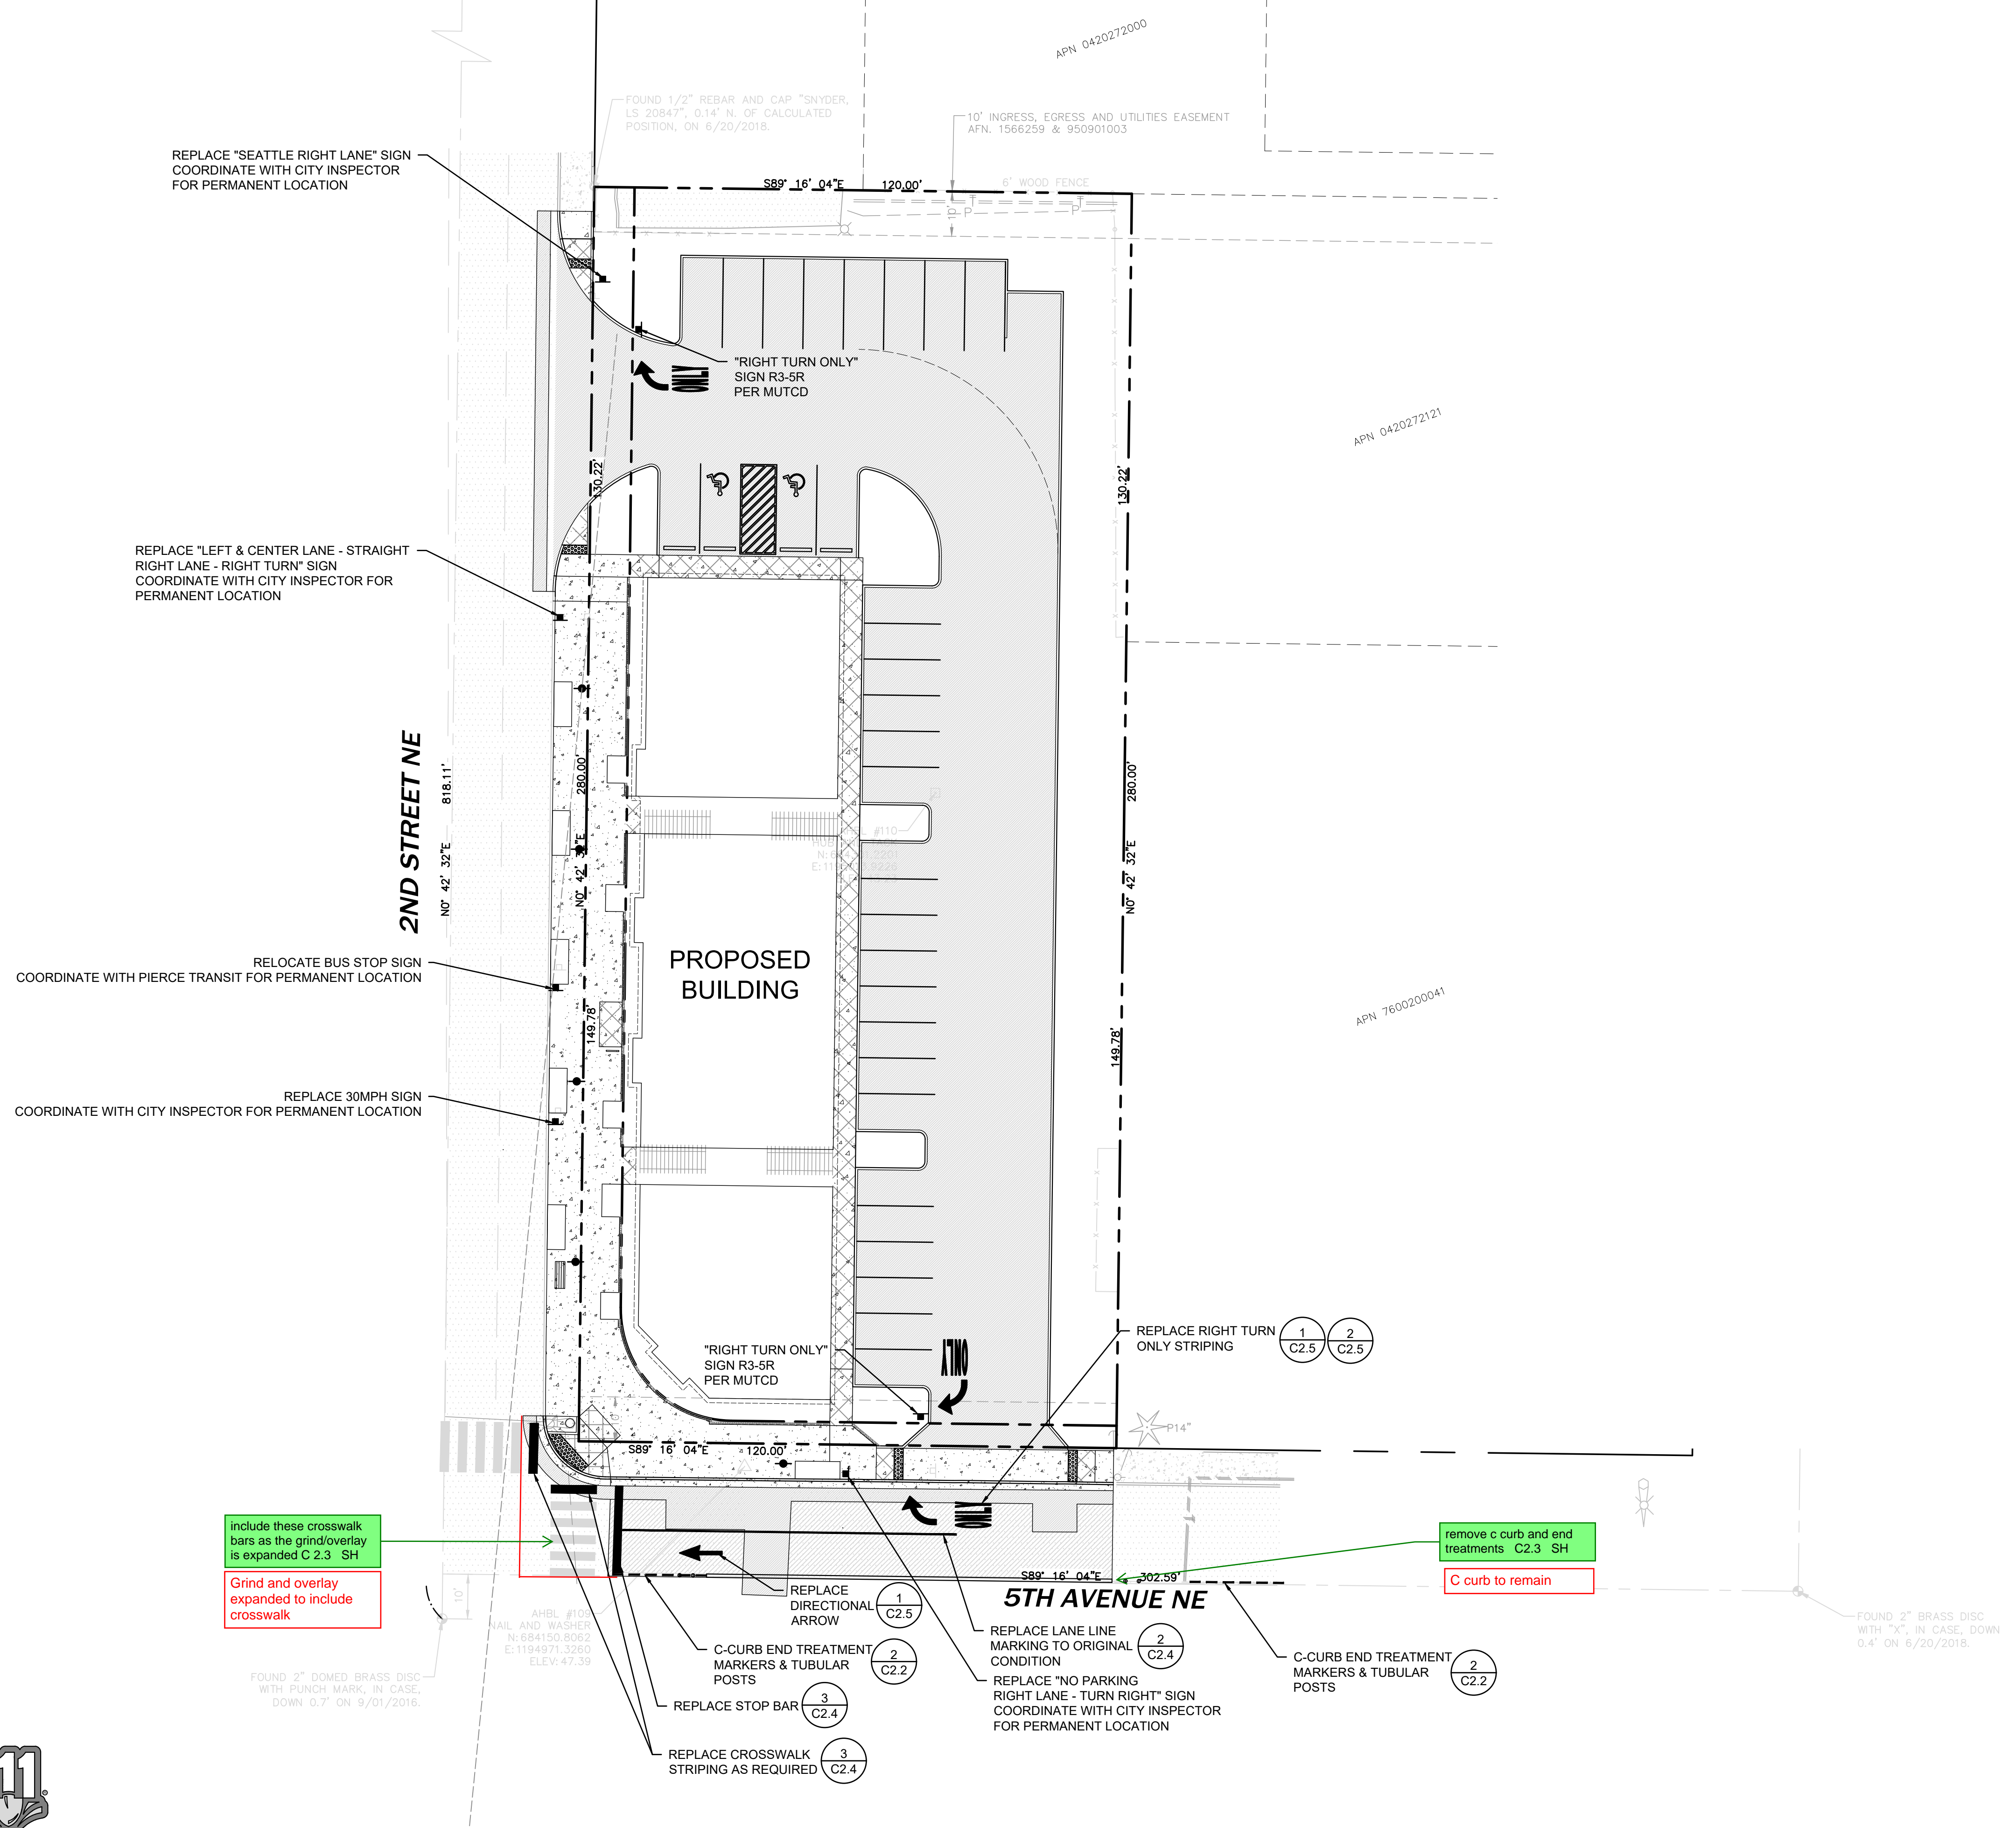 APN 0420272000
FOUND 1/2" REBAR AND CAP "SNYDER,
LS 20847", 0.14' N. OF CALCULATED
POSITION, ON 6/20/2018.
10' INGRESS, EGRESS AND UTILITIES EASEMENT
AFN. 1566259 & 950901003
REPLACE "SEATTLE RIGHT LANE" SIGN
COORDINATE WITH CITY INSPECTOR
FOR PERMANENT LOCATION
S89° 16' 04"E 120.00'
6' WOOD FENCE
10'
P
P
"RIGHT TURN ONLY"
SIGN R3-5R
PER MUTCD
ONLY
APN 0420272121
130.22'
130.22'
REPLACE "LEFT & CENTER LANE - STRAIGHT
RIGHT LANE - RIGHT TURN" SIGN
COORDINATE WITH CITY INSPECTOR FOR
PERMANENT LOCATION
2ND STREET NE
N0° 42' 32"E 818.11'
280.00'
N0° 42' 32"E
N0° 42' 32"E 280.00'
#110
RELOCATE BUS STOP SIGN
COORDINATE WITH PIERCE TRANSIT FOR PERMANENT LOCATION
PROPOSED
BUILDING
149.78'
149.78'
APN 7600200041
REPLACE 30MPH SIGN
COORDINATE WITH CITY INSPECTOR FOR PERMANENT LOCATION
"RIGHT TURN ONLY"
SIGN R3-5R
PER MUTCD
ONLY
REPLACE RIGHT TURN
ONLY STRIPING
1
C2.5
2
C2.5
P14"
S89° 16' 04"E 120.00'
ONLY
include these crosswalk
bars as the grind/overlay
is expanded C 2.3 SH
Grind and overlay
expanded to include
crosswalk
remove c curb and end
treatments C2.3 SH
C curb to remain
S89° 16' 04"E 302.59'
5TH AVENUE NE
10'
AHBL #109
NAIL AND WASHER
N: 684150.8062
E: 1194971.3260
ELEV: 47.39
FOUND 2" DOMED BRASS DISC
WITH PUNCH MARK, IN CASE,
DOWN 0.7' ON 9/01/2016.
REPLACE
DIRECTIONAL
ARROW
1
C2.5
C-CURB END TREATMENT
MARKERS & TUBULAR
POSTS
2
C2.2
REPLACE STOP BAR
3
C2.4
REPLACE CROSSWALK
STRIPING AS REQUIRED
3
C2.4
REPLACE LANE LINE
MARKING TO ORIGINAL
CONDITION
2
C2.4
REPLACE "NO PARKING
RIGHT LANE - TURN RIGHT" SIGN
COORDINATE WITH CITY INSPECTOR
FOR PERMANENT LOCATION
C-CURB END TREATMENT
MARKERS & TUBULAR
POSTS
2
C2.2
FOUND 2" BRASS DISC
WITH "X", IN CASE, DOWN
0.4' ON 6/20/2018.